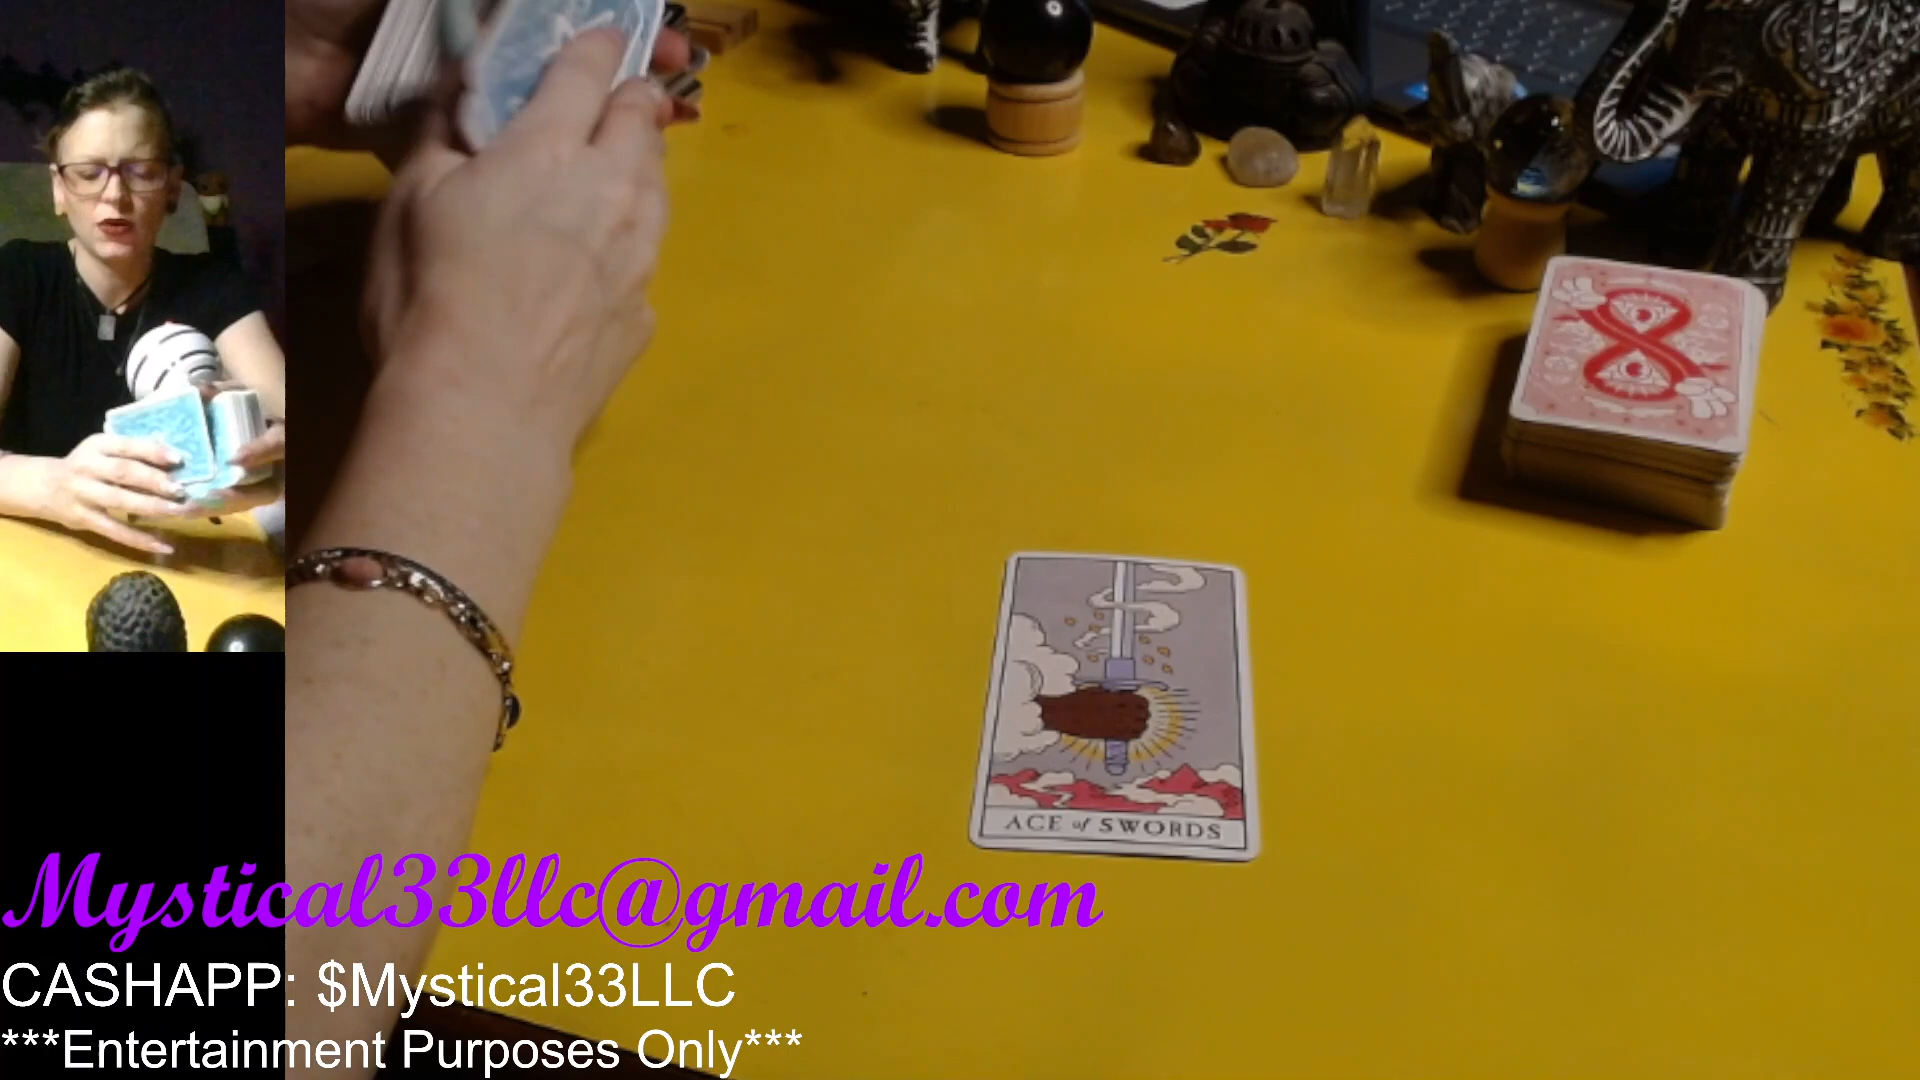 ACE of SWORDS
Mystical33llc@gmail.com
CASHAPP: $Mystical33LLC
***Entertainment Purposes Only***